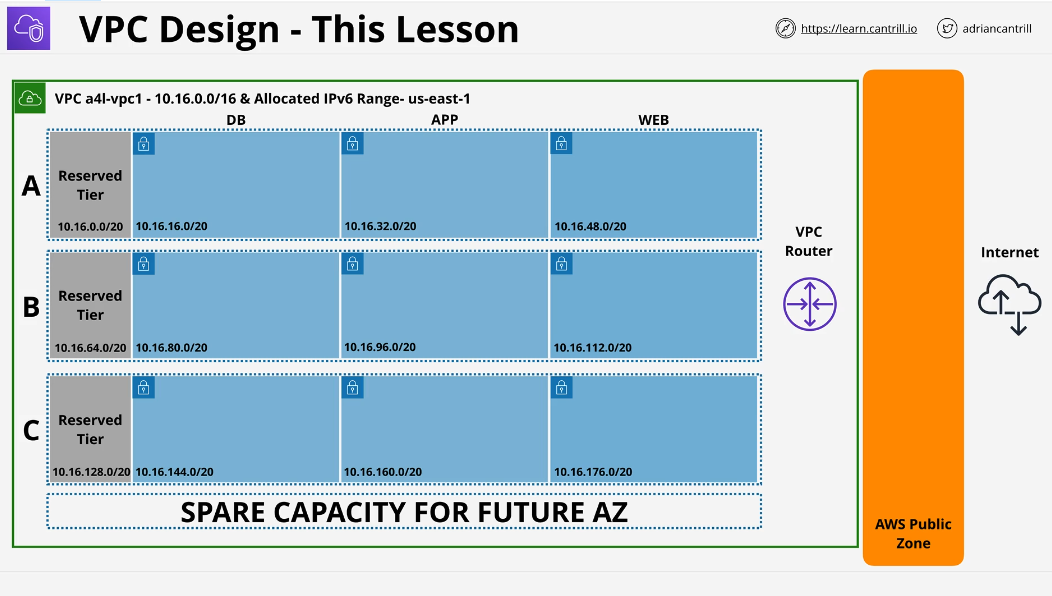 VPC Design - This Lesson
https://learn.cantrill.io
adriancantrill
VPC a4l-vpc1 - 10.16.0.0/16 & Allocated IPv6 Range- us-east-1
DB
APP
WEB
A
Reserved
Tier
10.16.0.0/20
10.16.16.0/20
10.16.32.0/20
10.16.48.0/20
B
Reserved
Tier
10.16.64.0/20
10.16.80.0/20
10.16.96.0/20
10.16.112.0/20
C
Reserved
Tier
10.16.128.0/20
10.16.144.0/20
10.16.160.0/20
10.16.176.0/20
SPARE CAPACITY FOR FUTURE AZ
VPC
Router
AWS Public
Zone
Internet